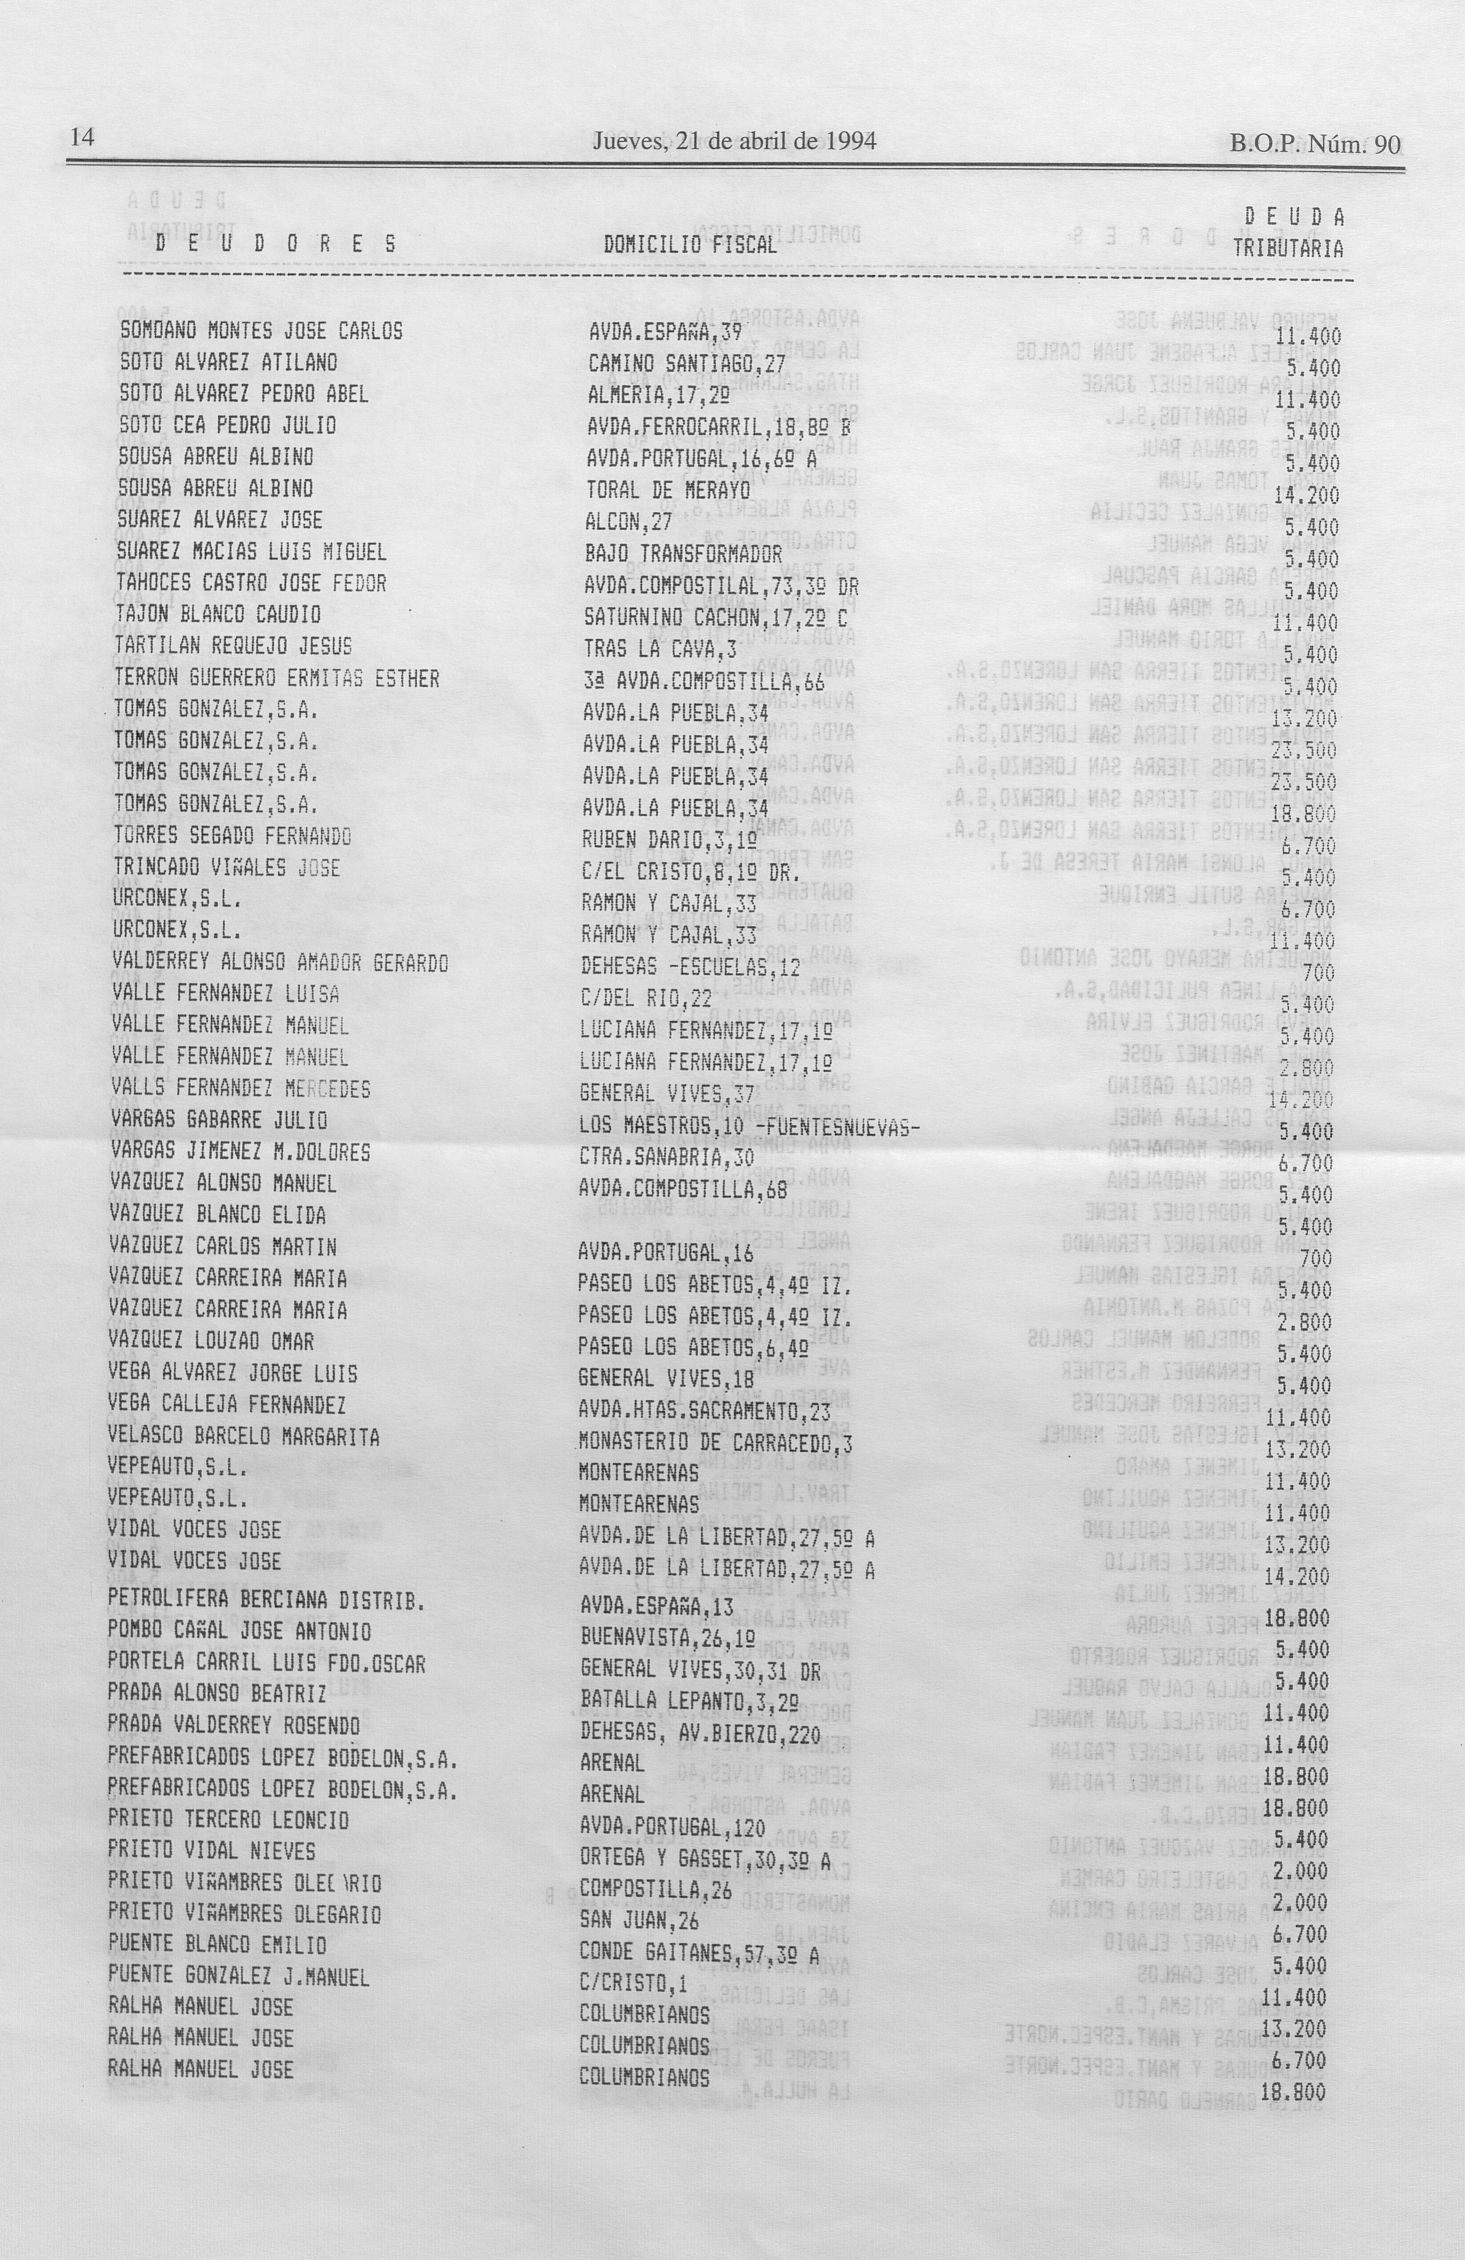 14 Jueves, 21 de abril de 1994 B.O.P. Núm. 90
D E U D A
D E U D O R E S DOMICILIO FISCAL TRIBUTARIA
SOMOANO MONTES JOSE CARLOS AVDA.ESPAÑA,39 11.400
SOTO ALVAREZ ATILANO CAMINO SANTIAGO,27 5.400
SOTO ALVAREZ PEDRO ABEL ALMERIA,17,2º 11.400
SOTO CEA PEDRO JULIO AVDA.FERROCARRIL,18,8º B 5.400
SOUSA ABREU ALBINO AVDA.PORTUGAL,16,6º A 5.400
SOUSA ABREU ALBINO TORAL DE MERAYO 14.200
SUAREZ ALVAREZ JOSE ALCON,27 5.400
SUAREZ MACIAS LUIS MIGUEL BAJO TRANSFORMADOR 5.400
TAHOCES CASTRO JOSE FEDOR AVDA.COMPOSTILAL,73,3º DR 5.400
TAJON BLANCO CAUDIO SATURNINO CACHON,17,2º C 11.400
TARTILAN REQUEJO JESUS TRAS LA CAVA,3 5.400
TERRON GUERRERO ERMITAS ESTHER 3ª AVDA.COMPOSTILLA,66 5.400
TOMAS GONZALEZ,S.A. AVDA.LA PUEBLA,34 13.200
TOMAS GONZALEZ,S.A. AVDA.LA PUEBLA,34 23.500
TOMAS GONZALEZ,S.A. AVDA.LA PUEBLA,34 23.500
TOMAS GONZALEZ,S.A. AVDA.LA PUEBLA,34 18.800
TORRES SEGADO FERNANDO RUBEN DARIO,3,1º 6.700
TRINCADO VIÑALES JOSE C/EL CRISTO,8,1º DR. 5.400
URCONEX,S.L. RAMON Y CAJAL,33 6.700
URCONEX,S.L. RAMON Y CAJAL,33 11.400
VALDERREY ALONSO AMADOR GERARDO DEHESAS -ESCUELAS,12 700
VALLE FERNANDEZ LUISA C/DEL RIO,22 5.400
VALLE FERNANDEZ MANUEL LUCIANA FERNANDEZ,17,1º 5.400
VALLE FERNANDEZ MANUEL LUCIANA FERNANDEZ,17,1º 2.800
VALLS FERNANDEZ MERCEDES GENERAL VIVES,37 14.200
VARGAS GABARRE JULIO LOS MAESTROS,10 -FUENTESNUEVAS- 5.400
VARGAS JIMENEZ M.DOLORES CTRA.SANABRIA,30 6.700
VAZQUEZ ALONSO MANUEL AVDA.COMPOSTILLA,68 5.400
VAZQUEZ BLANCO ELIDA 5.400
VAZQUEZ CARLOS MARTIN AVDA.PORTUGAL,16 700
VAZQUEZ CARREIRA MARIA PASEO LOS ABETOS,4,4º IZ. 5.400
VAZQUEZ CARREIRA MARIA PASEO LOS ABETOS,4,4º IZ. 2.800
VAZQUEZ LOUZAO OMAR PASEO LOS ABETOS,6,4º 5.400
VEGA ALVAREZ JORGE LUIS GENERAL VIVES,18 5.400
VEGA CALLEJA FERNANDEZ AVDA.HTAS.SACRAMENTO,23 11.400
VELASCO BARCELO MARGARITA MONASTERIO DE CARRACEDO,3 13.200
VEPEAUTO,S.L. MONTEARENAS 11.400
VEPEAUTO,S.L. MONTEARENAS 11.400
VIDAL VOCES JOSE AVDA.DE LA LIBERTAD,27,5º A 13.200
VIDAL VOCES JOSE AVDA.DE LA LIBERTAD,27,5º A 14.200
PETROLIFERA BERCIANA DISTRIB. AVDA.ESPAÑA,13 18.800
POMBO CAÑAL JOSE ANTONIO BUENAVISTA,26,1º 5.400
PORTELA CARRIL LUIS FDO.OSCAR GENERAL VIVES,30,31 DR 5.400
PRADA ALONSO BEATRIZ BATALLA LEPANTO,3,2º 11.400
PRADA VALDERREY ROSENDO DEHESAS, AV.BIERZO,220 11.400
PREFABRICADOS LOPEZ BODELON,S.A. ARENAL 18.800
PREFABRICADOS LOPEZ BODELON,S.A. ARENAL 18.800
PRIETO TERCERO LEONCIO AVDA.PORTUGAL,120 5.400
PRIETO VIDAL NIEVES ORTEGA Y GASSET,30,3º A 2.000
PRIETO VIÑAMBRES OLEGARIO COMPOSTILLA,26 2.000
PRIETO VIÑAMBRES OLEGARIO SAN JUAN,26 6.700
PUENTE BLANCO EMILIO CONDE GAITANES,57,3º A 5.400
PUENTE GONZALEZ J.MANUEL C/CRISTO,1 11.400
RALHA MANUEL JOSE COLUMBRIANOS 13.200
RALHA MANUEL JOSE COLUMBRIANOS 6.700
RALHA MANUEL JOSE COLUMBRIANOS 18.800